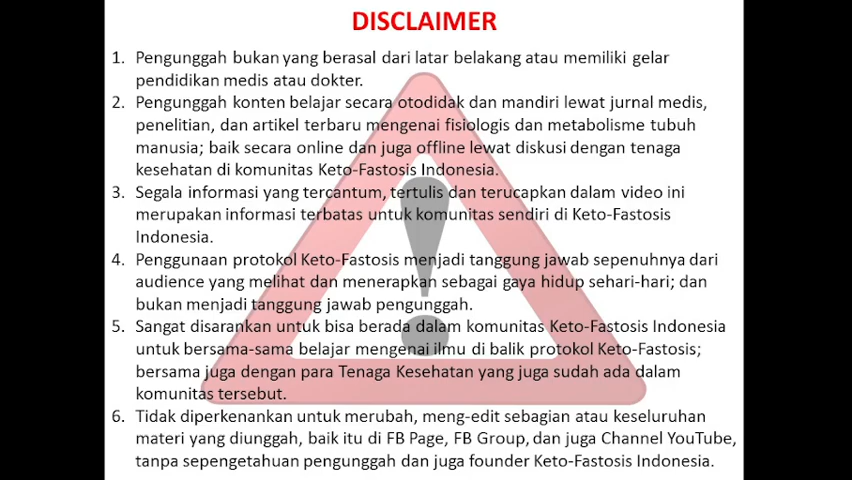 DISCLAIMER
1. Pengunggah bukan yang berasal dari latar belakang atau memiliki gelar
pendidikan medis atau dokter.
2. Pengunggah konten belajar secara otodidak dan mandiri lewat jurnal medis,
penelitian, dan artikel terbaru mengenai fisiologis dan metabolisme tubuh
manusia; baik secara online dan juga offline lewat diskusi dengan tenaga
kesehatan di komunitas Keto-Fastosis Indonesia.
3. Segala informasi yang tercantum, tertulis dan terucapkan dalam video ini
merupakan informasi terbatas untuk komunitas sendiri di Keto-Fastosis
Indonesia.
4. Penggunaan protokol Keto-Fastosis menjadi tanggung jawab sepenuhnya dari
audience yang melihat dan menerapkan sebagai gaya hidup sehari-hari; dan
bukan menjadi tanggung jawab pengunggah.
5. Sangat disarankan untuk bisa berada dalam komunitas Keto-Fastosis Indonesia
untuk bersama-sama belajar mengenai ilmu di balik protokol Keto-Fastosis;
bersama juga dengan para Tenaga Kesehatan yang juga sudah ada dalam
komunitas tersebut.
6. Tidak diperkenankan untuk merubah, meng-edit sebagian atau keseluruhan
materi yang diunggah, baik itu di FB Page, FB Group, dan juga Channel YouTube,
tanpa sepengetahuan pengunggah dan juga founder Keto-Fastosis Indonesia.